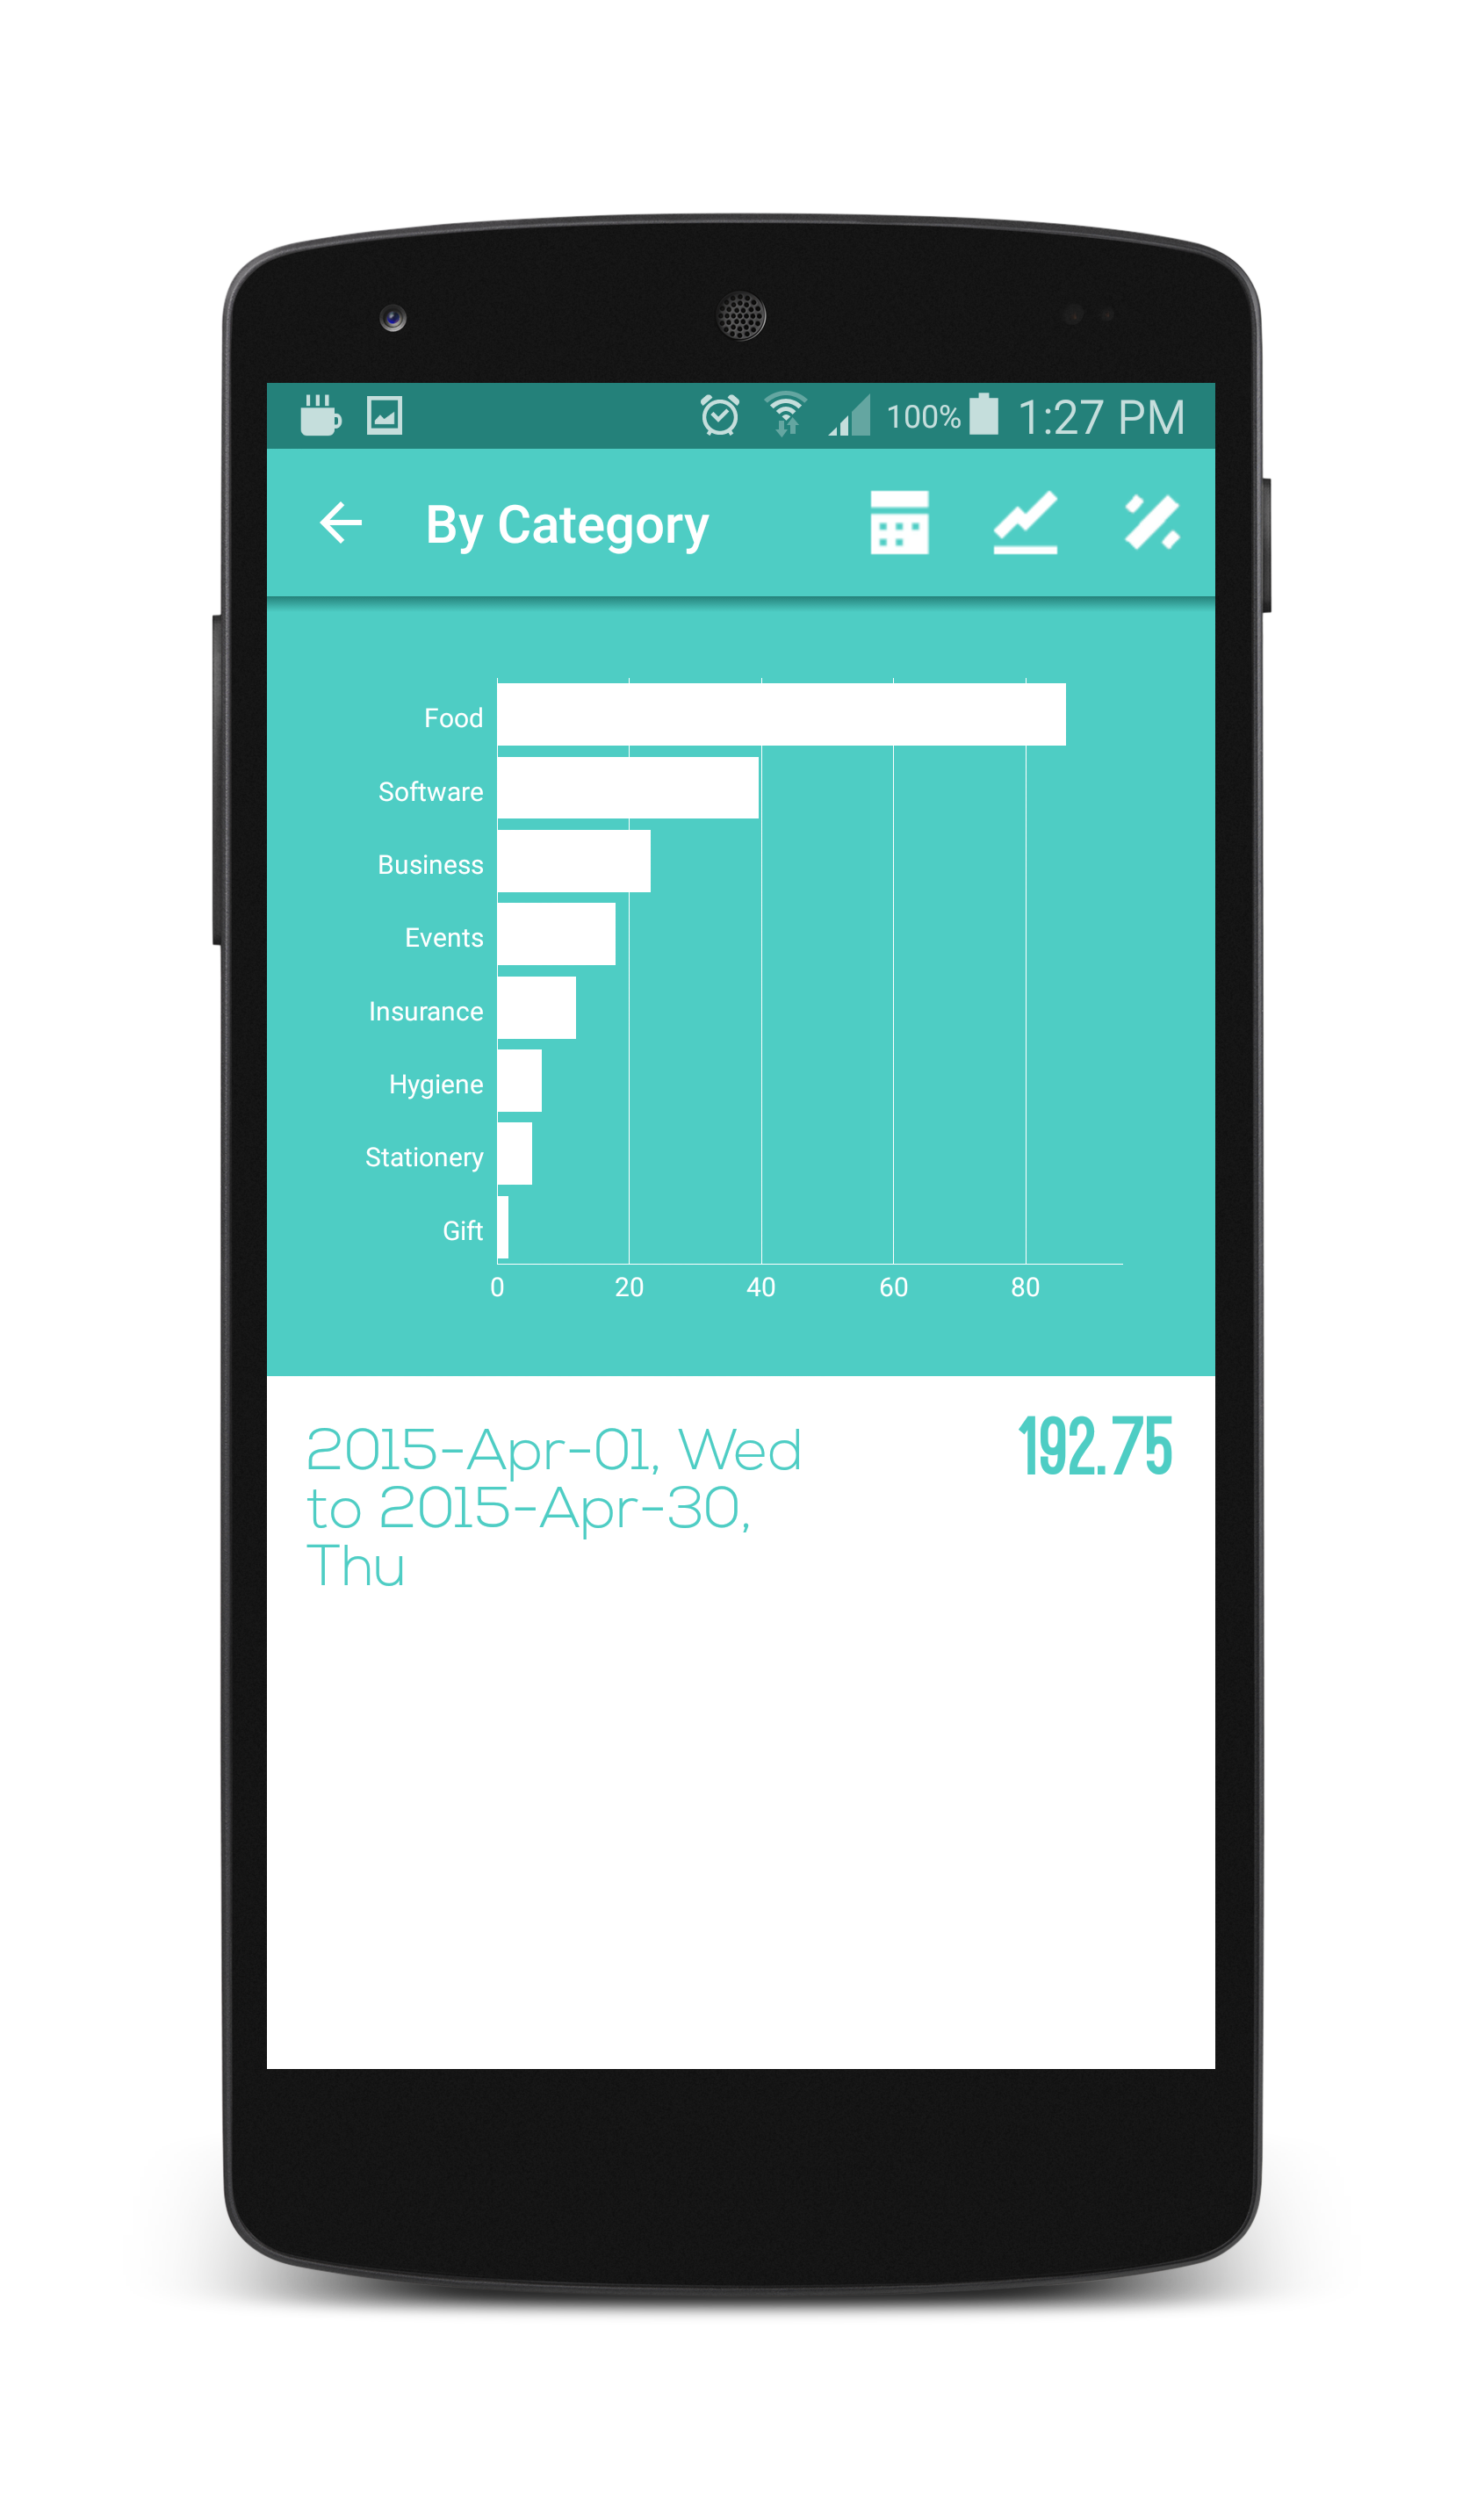 100% 1:27 PM
By Category
Food
Software
Business
Events
Insurance
Hygiene
Stationery
Gift
0 20 40 60 80
2015-Apr-01, Wed
to 2015-Apr-30,
Thu
192.75